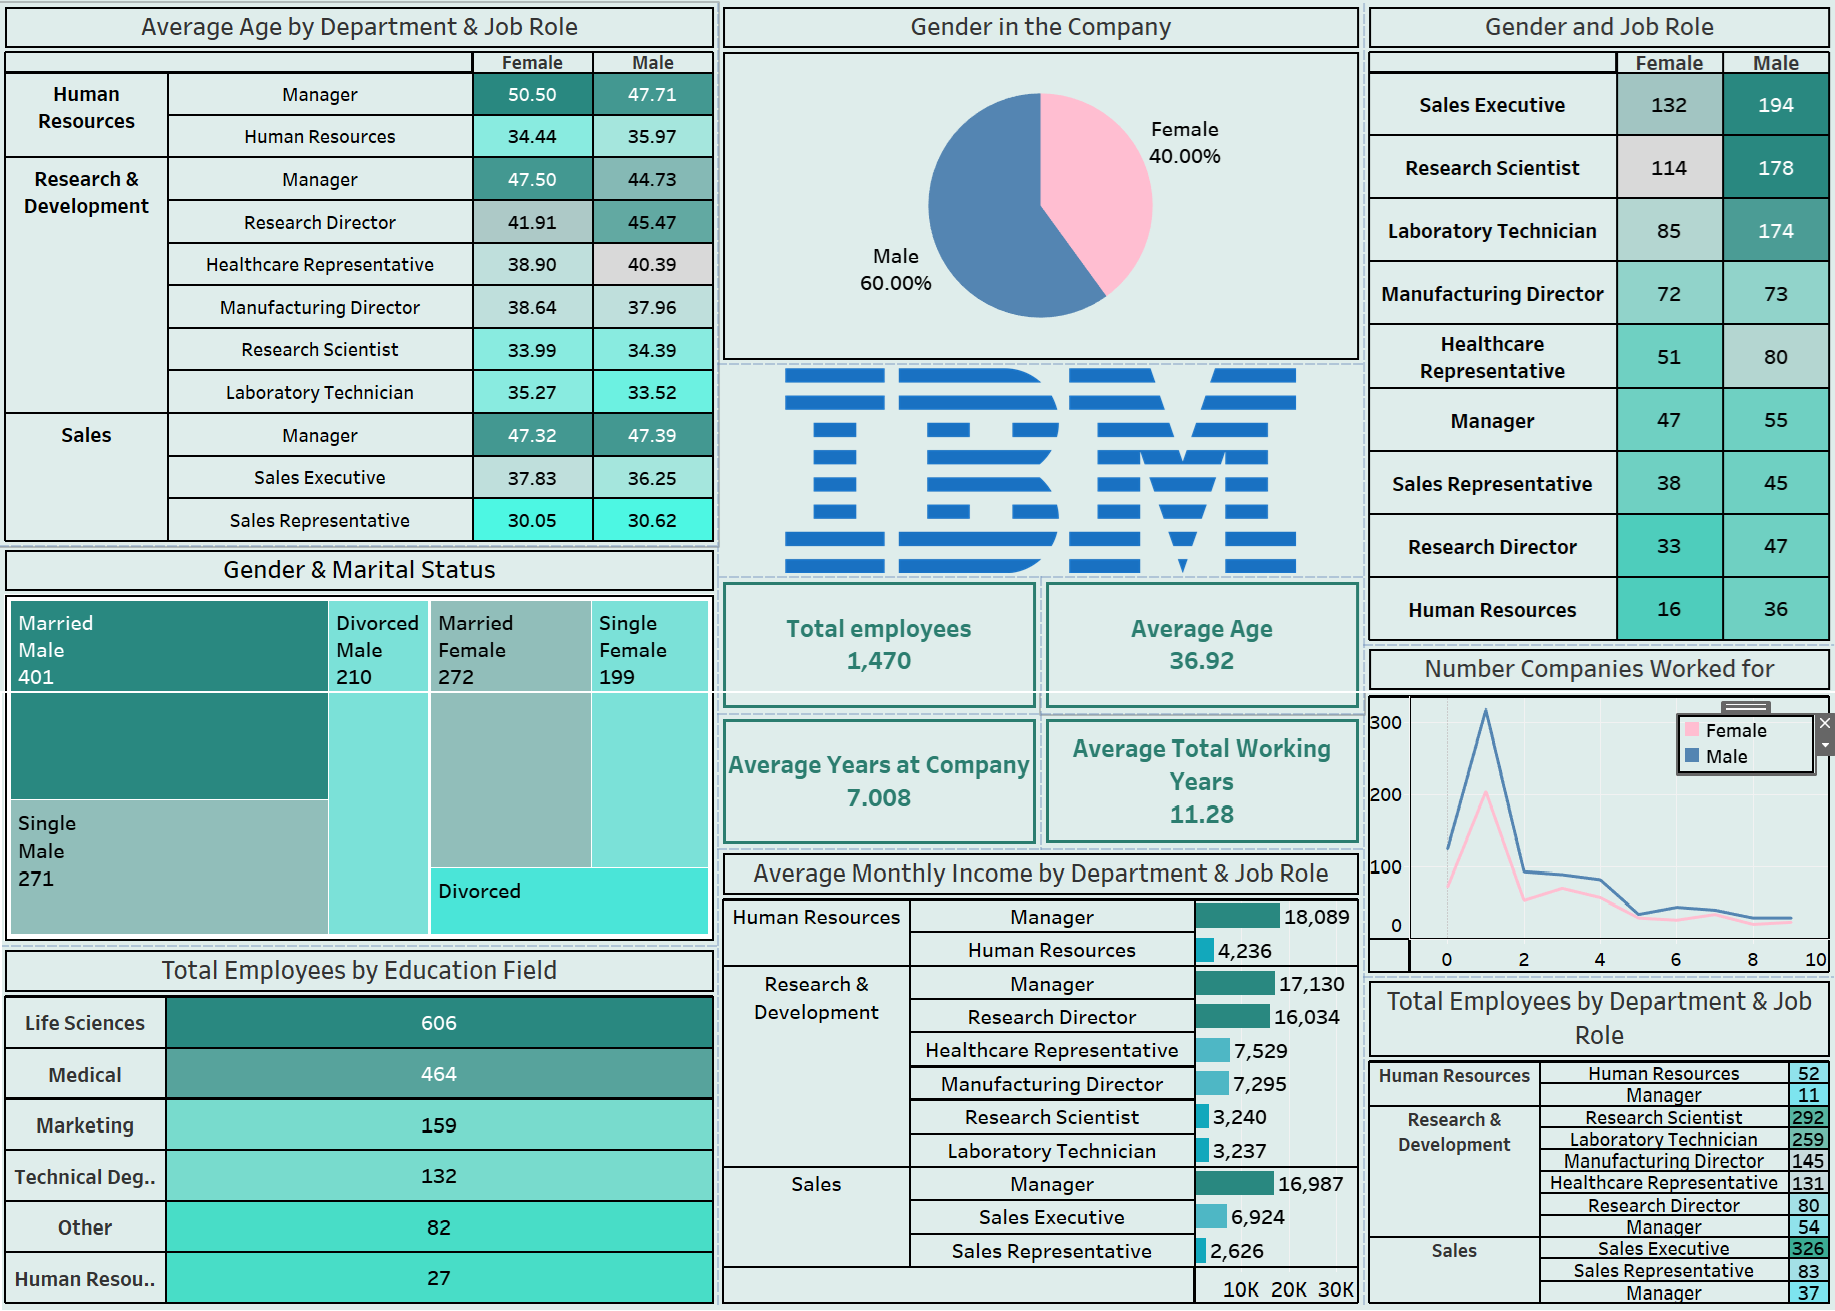 Average Age by Department & Job Role
Female Male
Human Resources Manager 50.50 47.71
Human Resources 34.44 35.97
Research & Development Manager 47.50 44.73
Research Director 41.91 45.47
Healthcare Representative 38.90 40.39
Manufacturing Director 38.64 37.96
Research Scientist 33.99 34.39
Laboratory Technician 35.27 33.52
Sales Manager 47.32 47.39
Sales Executive 37.83 36.25
Sales Representative 30.05 30.62
Gender & Marital Status
Married
Male
401
Divorced
Male
210
Married
Female
272
Single
Female
199
Single
Male
271
Divorced
Total Employees by Education Field
Life Sciences 606
Medical 464
Marketing 159
Technical Deg.. 132
Other 82
Human Resou.. 27
Gender in the Company
Female
40.00%
Male
60.00%
IBM
Total employees
1,470
Average Age
36.92
Average Years at Company
7.008
Average Total Working
Years
11.28
Average Monthly Income by Department & Job Role
Human Resources Manager 18,089
Human Resources 4,236
Research & Development Manager 17,130
Research Director 16,034
Healthcare Representative 7,529
Manufacturing Director 7,295
Research Scientist 3,240
Laboratory Technician 3,237
Sales Manager 16,987
Sales Executive 6,924
Sales Representative 2,626
10K 20K 30K
Gender and Job Role
Female Male
Sales Executive 132 194
Research Scientist 114 178
Laboratory Technician 85 174
Manufacturing Director 72 73
Healthcare Representative 51 80
Manager 47 55
Sales Representative 38 45
Research Director 33 47
Human Resources 16 36
Number Companies Worked for
300
200
100
0
Female
Male
0 2 4 6 8 10
Total Employees by Department & Job
Role
Human Resources Human Resources 52
Manager 11
Research & Development Research Scientist 292
Laboratory Technician 259
Manufacturing Director 145
Healthcare Representative 131
Research Director 80
Manager 54
Sales Sales Executive 326
Sales Representative 83
Manager 37